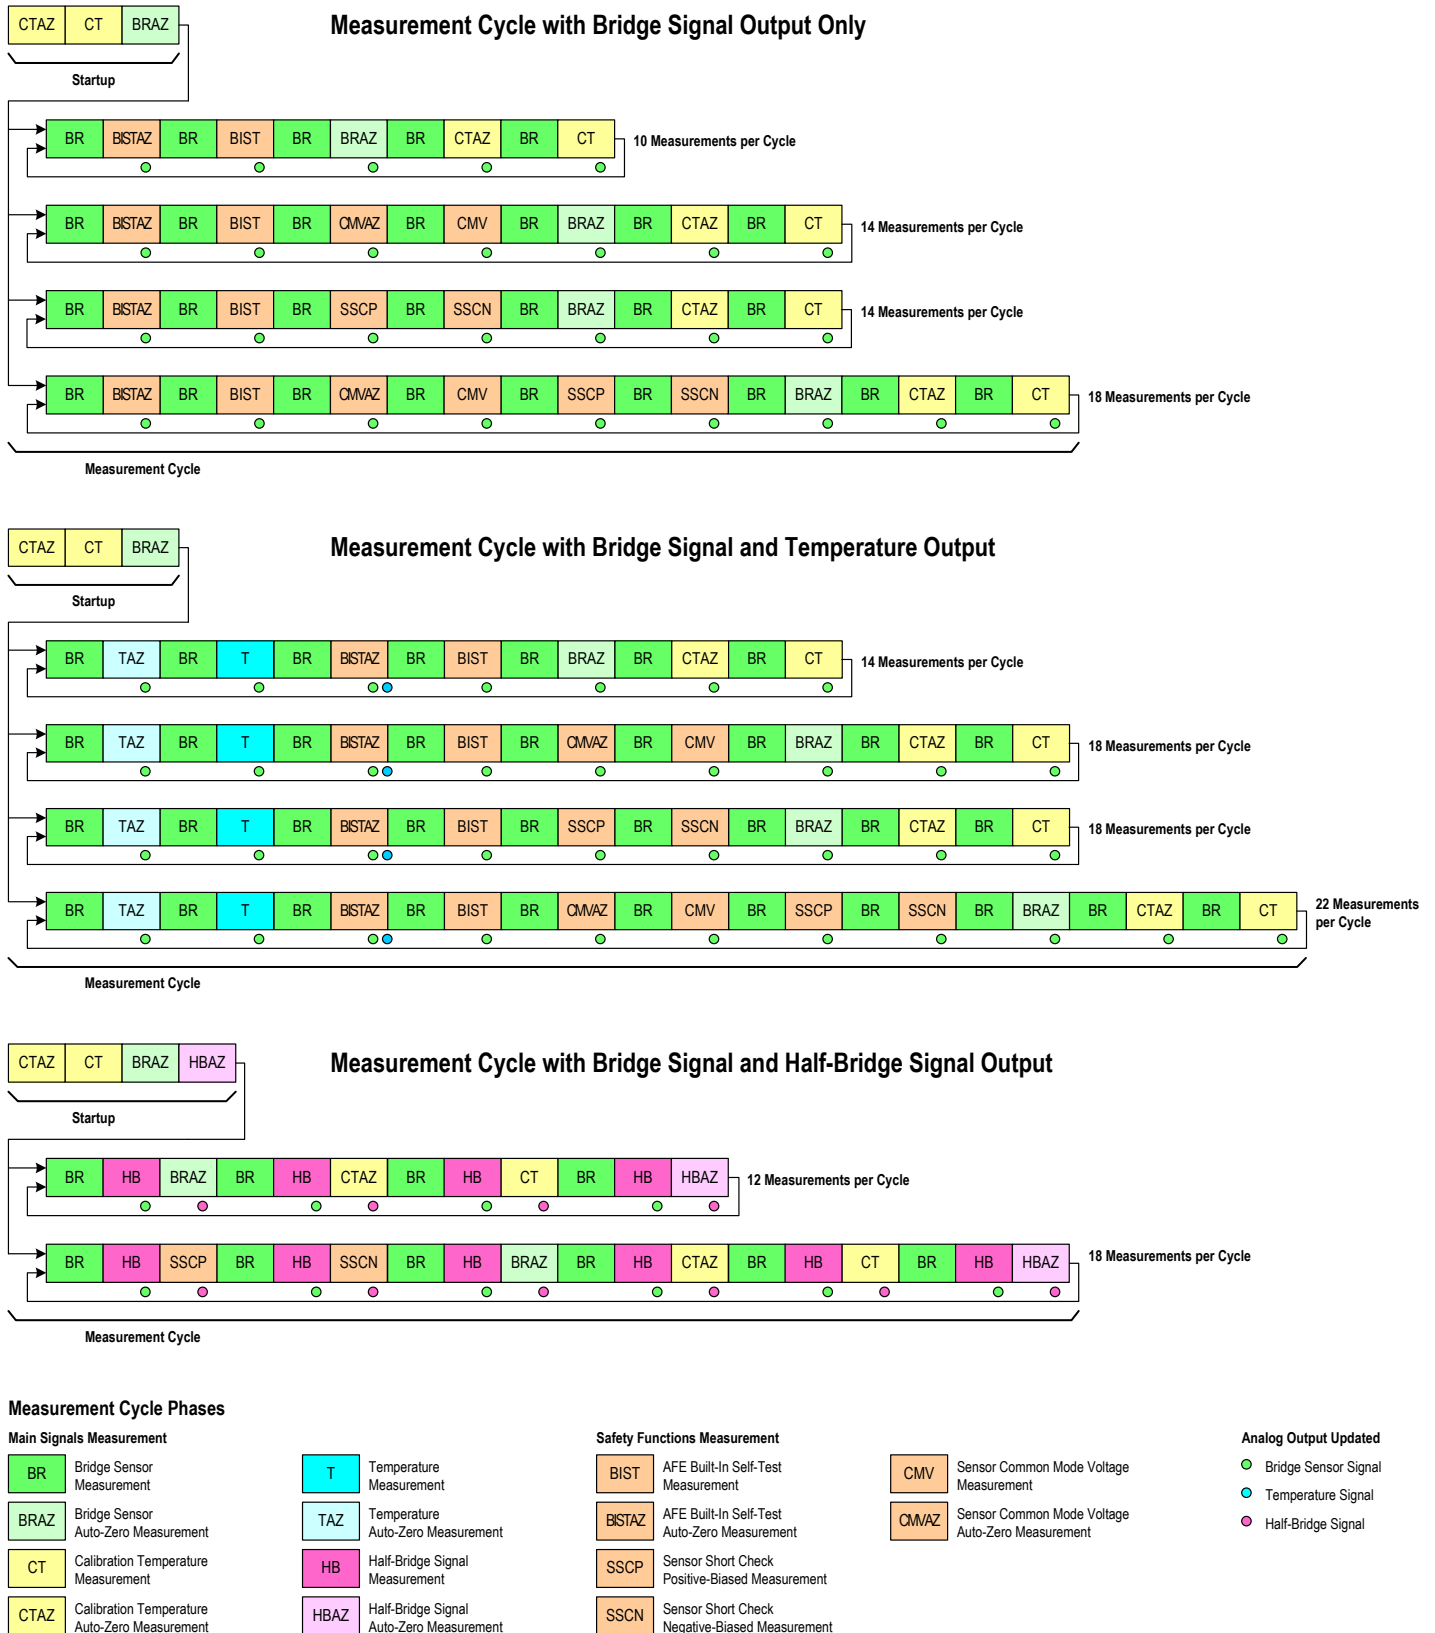 CTAZ CT BRAZ
Measurement Cycle with Bridge Signal Output Only
Startup
BR BISTAZ BR BIST BR BRAZ BR CTAZ BR CT
10 Measurements per Cycle
BR BISTAZ BR BIST BR CMVAZ BR CMV BR BRAZ BR CTAZ BR CT
14 Measurements per Cycle
BR BISTAZ BR BIST BR SSCP BR SSCN BR BRAZ BR CTAZ BR CT
14 Measurements per Cycle
BR BISTAZ BR BIST BR CMVAZ BR CMV BR SSCP BR SSCN BR BRAZ BR CTAZ BR CT
18 Measurements per Cycle
Measurement Cycle
CTAZ CT BRAZ
Measurement Cycle with Bridge Signal and Temperature Output
Startup
BR TAZ BR T BR BISTAZ BR BIST BR BRAZ BR CTAZ BR CT
14 Measurements per Cycle
BR TAZ BR T BR BISTAZ BR BIST BR CMVAZ BR CMV BR BRAZ BR CTAZ BR CT
18 Measurements per Cycle
BR TAZ BR T BR BISTAZ BR BIST BR SSCP BR SSCN BR BRAZ BR CTAZ BR CT
18 Measurements per Cycle
BR TAZ BR T BR BISTAZ BR BIST BR CMVAZ BR CMV BR SSCP BR SSCN BR BRAZ BR CTAZ BR CT
22 Measurements
per Cycle
Measurement Cycle
CTAZ CT BRAZ HBAZ
Measurement Cycle with Bridge Signal and Half-Bridge Signal Output
Startup
BR HB BRAZ BR HB CTAZ BR HB CT BR HB HBAZ
12 Measurements per Cycle
BR HB SSCP BR HB SSCN BR HB BRAZ BR HB CTAZ BR HB CT BR HB HBAZ
18 Measurements per Cycle
Measurement Cycle
Measurement Cycle Phases
Main Signals Measurement
BR
Bridge Sensor
Measurement
BRAZ
Bridge Sensor
Auto-Zero Measurement
CT
Calibration Temperature
Measurement
CTAZ
Calibration Temperature
Auto-Zero Measurement
T
Temperature
Measurement
TAZ
Temperature
Auto-Zero Measurement
HB
Half-Bridge Signal
Measurement
HBAZ
Half-Bridge Signal
Auto-Zero Measurement
Safety Functions Measurement
BIST
AFE Built-In Self-Test
Measurement
BISTAZ
AFE Built-In Self-Test
Auto-Zero Measurement
SSCP
Sensor Short Check
Positive-Biased Measurement
SSCN
Sensor Short Check
Negative-Biased Measurement
CMV
Sensor Common Mode Voltage
Measurement
CMVAZ
Sensor Common Mode Voltage
Auto-Zero Measurement
Analog Output Updated
Bridge Sensor Signal
Temperature Signal
Half-Bridge Signal